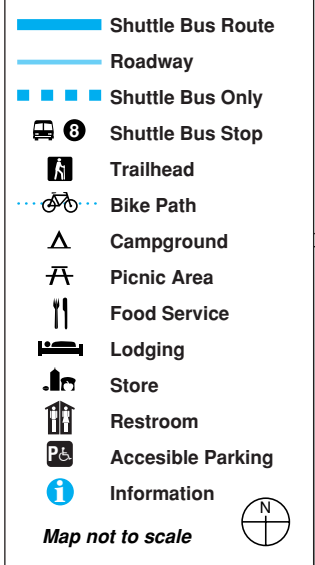 Shuttle Bus Route
Roadway
Shuttle Bus Only
8 Shuttle Bus Stop
Trailhead
Bike Path
Campground
Picnic Area
Food Service
Lodging
Store
Restroom
P Accesible Parking
i Information
N
Map not to scale